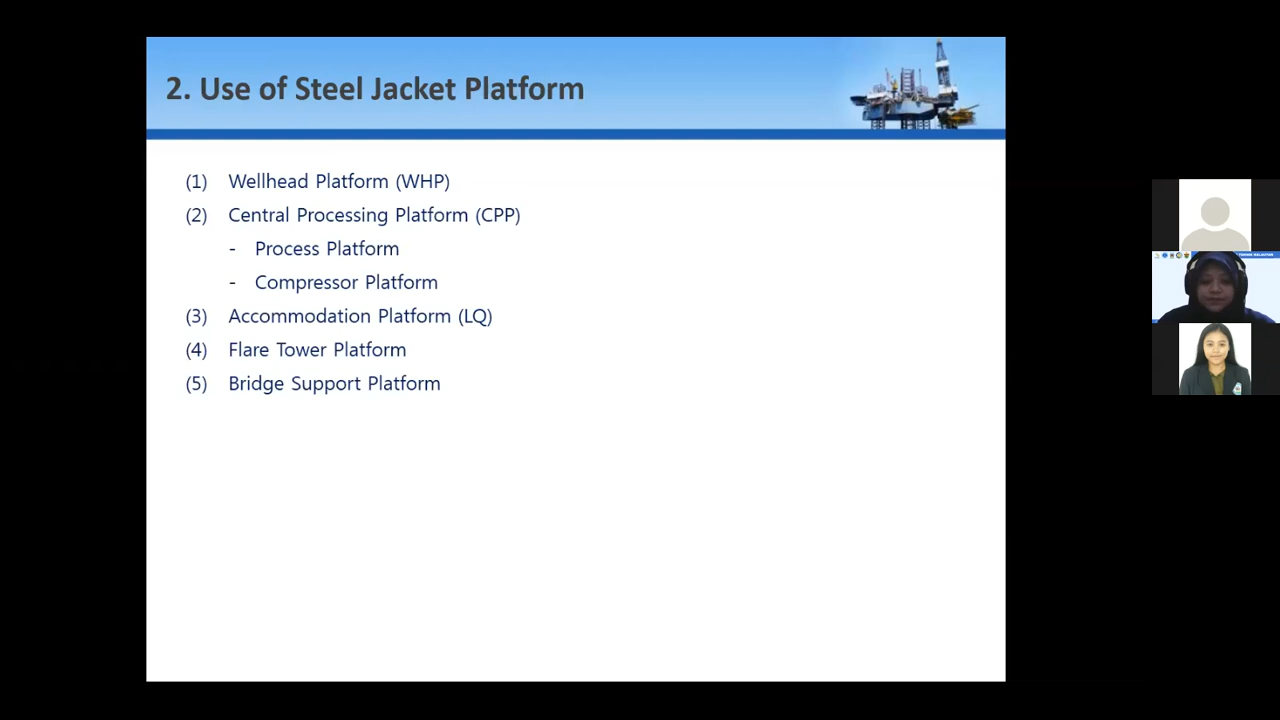 2. Use of Steel Jacket Platform
(1) Wellhead Platform (WHP)
(2) Central Processing Platform (CPP)
- Process Platform
- Compressor Platform
(3) Accommodation Platform (LQ)
(4) Flare Tower Platform
(5) Bridge Support Platform